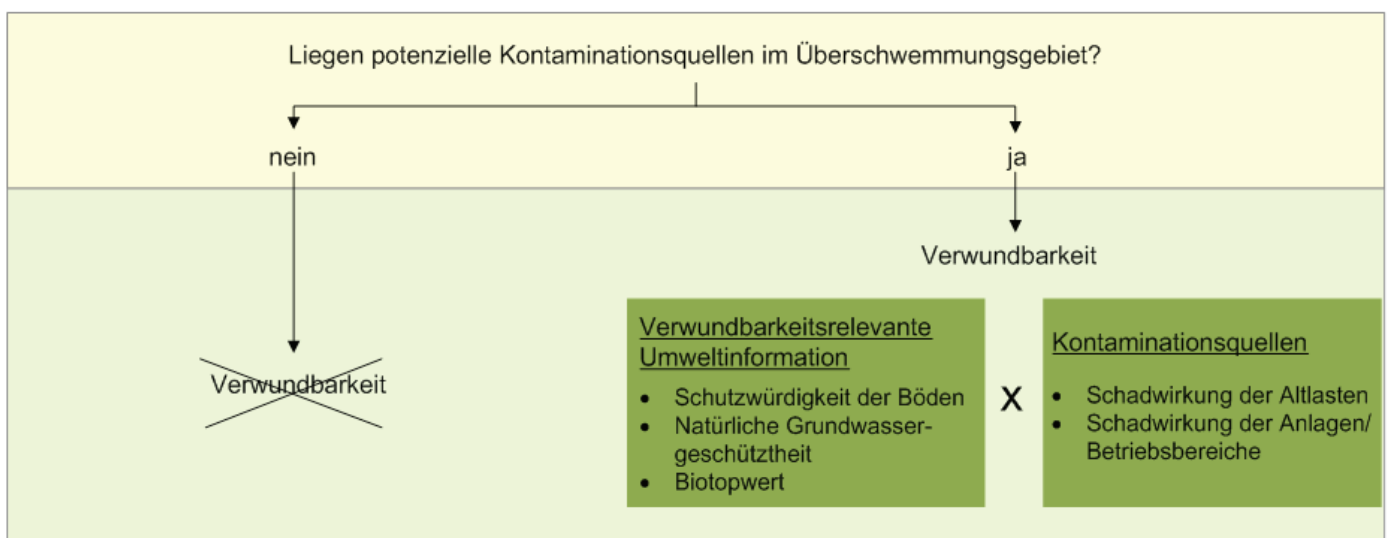 Liegen potenzielle Kontaminationsquellen im Überschwemmungsgebiet?
nein
ja
Verwundbarkeit
Verwundbarkeit
Verwundbarkeitsrelevante
Umweltinformation
• Schutzwürdigkeit der Böden
• Natürliche Grundwasser-
geschütztheit
• Biotopwert
X
Kontaminationsquellen
• Schadwirkung der Altlasten
• Schadwirkung der Anlagen/
Betriebsbereiche